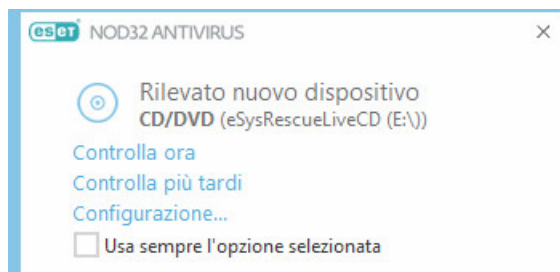 eset NOD32 ANTIVIRUS
Rilevato nuovo dispositivo
CD/DVD (eSysRescueLiveCD (E:\))
Controlla ora
Controlla più tardi
Configurazione...
Usa sempre l'opzione selezionata